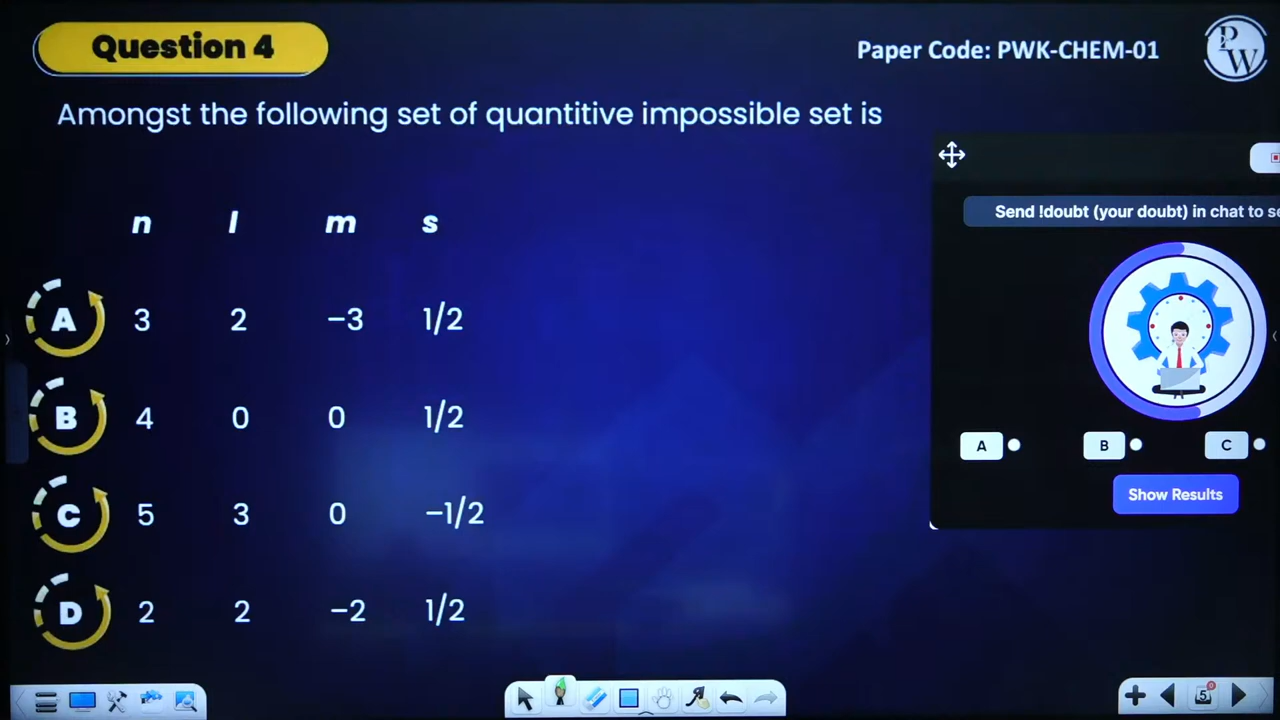 Question 4
Paper Code: PWK-CHEM-01
PW
Amongst the following set of quantitive impossible set is
n l m s
A 3 2 −3 1/2
B 4 0 0 1/2
C 5 3 0 −1/2
D 2 2 −2 1/2
Send !doubt (your doubt) in chat to se
A B C
Show Results
5